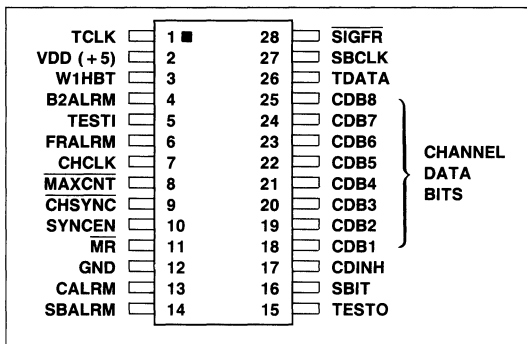 TCLK 1 28 SIGFR
VDD (+5) 2 27 SBCLK
W1HBT 3 26 TDATA
B2ALRM 4 25 CDB8
TESTI 5 24 CDB7
FRALRM 6 23 CDB6
CHCLK 7 22 CDB5
MAXCNT 8 21 CDB4
CHSYNC 9 20 CDB3
SYNCEN 10 19 CDB2
MR 11 18 CDB1
GND 12 17 CDINH
CALRM 13 16 SBIT
SBALRM 14 15 TESTO
CHANNEL
DATA
BITS